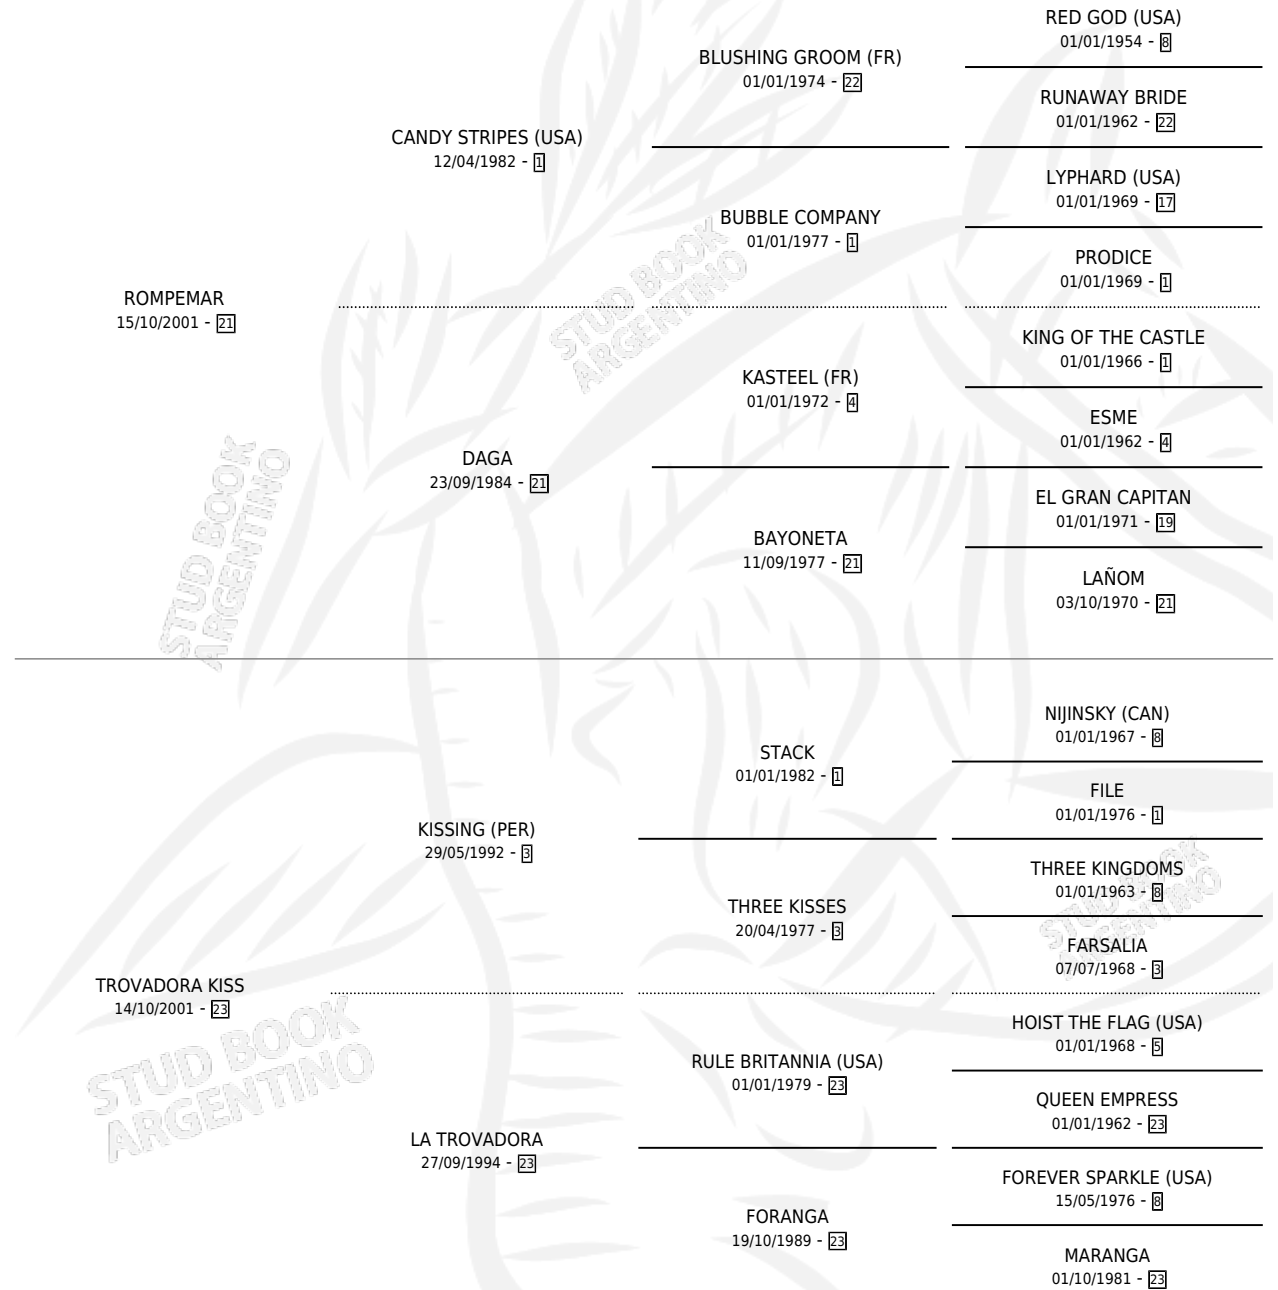 RED GOD (USA)
01/01/1954 - 8
BLUSHING GROOM (FR)
01/01/1974 - 22
RUNAWAY BRIDE
01/01/1962 - 22
CANDY STRIPES (USA)
12/04/1982 - 1
LYPHARD (USA)
01/01/1969 - 17
BUBBLE COMPANY
01/01/1977 - 1
PRODICE
01/01/1969 - 1
ROMPEMAR
15/10/2001 - 21
STUD BOOK
ARGENTINO
KING OF THE CASTLE
01/01/1966 - 1
KASTEEL (FR)
01/01/1972 - 4
ESME
01/01/1962 - 4
DAGA
23/09/1984 - 21
EL GRAN CAPITAN
01/01/1971 - 19
BAYONETA
11/09/1977 - 21
LAÑOM
03/10/1970 - 21
STUD BOOK
ARGENTINO
NIJINSKY (CAN)
01/01/1967 - 8
STACK
01/01/1982 - 1
FILE
01/01/1976 - 1
KISSING (PER)
29/05/1992 - 3
THREE KINGDOMS
01/01/1963 - 8
THREE KISSES
20/04/1977 - 3
FARSALIA
07/07/1968 - 3
STUD BOOK
ARGENTINO
TROVADORA KISS
14/10/2001 - 23
HOIST THE FLAG (USA)
01/01/1968 - 5
RULE BRITANNIA (USA)
01/01/1979 - 23
QUEEN EMPRESS
01/01/1962 - 23
STUD BOOK
ARGENTINO
LA TROVADORA
27/09/1994 - 23
FOREVER SPARKLE (USA)
15/05/1976 - 8
FORANGA
19/10/1989 - 23
MARANGA
01/10/1981 - 23